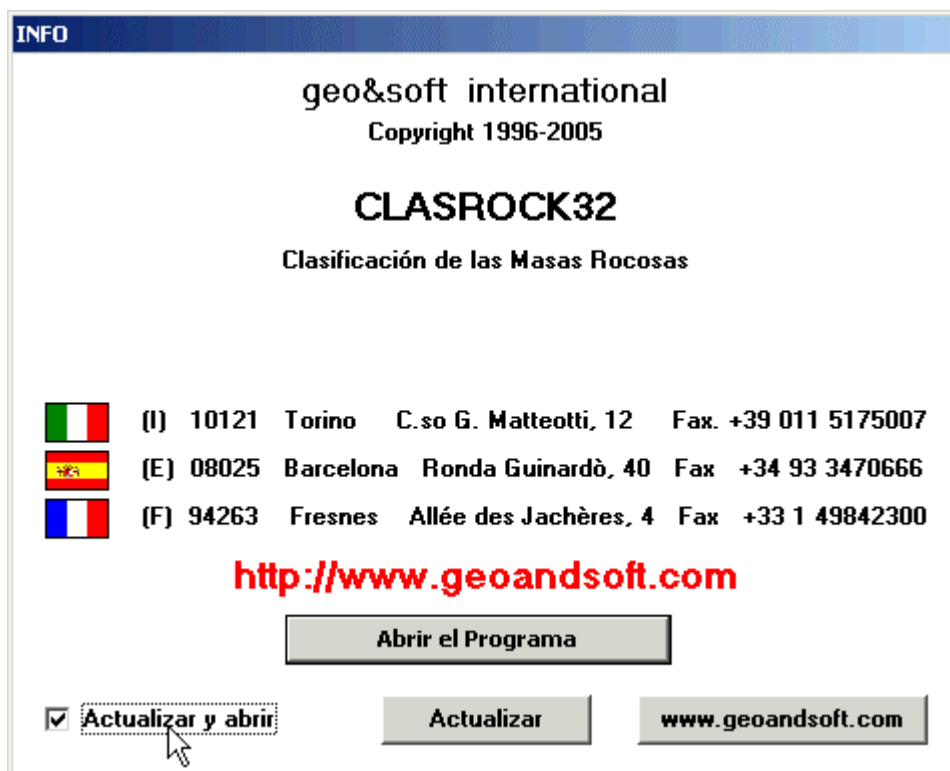 INFO
geo&soft international
Copyright 1996-2005
CLASROCK32
Clasificación de las Masas Rocosas
(I) 10121 Torino C.so G. Matteotti, 12 Fax. +39 011 5175007
(E) 08025 Barcelona Ronda Guinardò, 40 Fax +34 93 3470666
(F) 94263 Fresnes Allée des Jachères, 4 Fax +33 1 49842300
http://www.geoandsoft.com
Abrir el Programa
Actualizar y abrir Actualizar www.geoandsoft.com